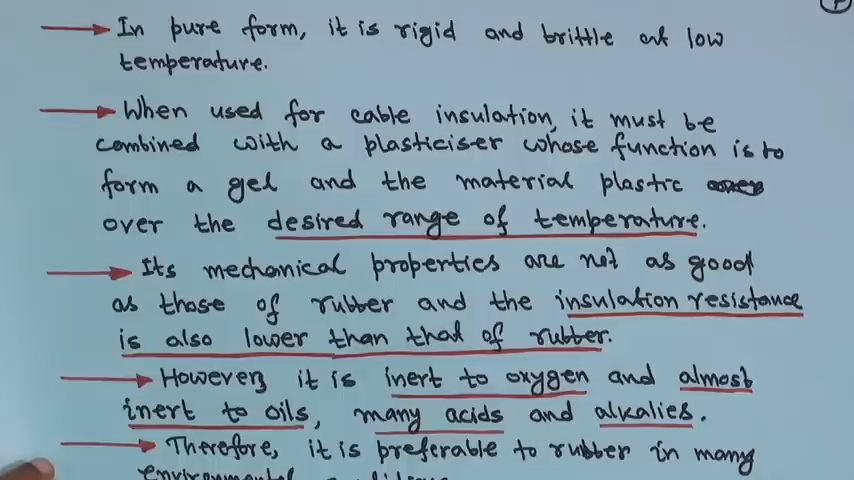 In pure form, it is rigid and brittle at low
temperature.
When used for cable insulation, it must be
combined with a plasticiser whose function is to
form a gel and the material plastic
over the desired range of temperature.
Its mechanical properties are not as good
as those of rubber and the insulation resistance
is also lower than that of rubber.
However, it is inert to oxygen and almost
inert to oils, many acids and alkalies.
Therefore, it is preferable to rubber in many
environmental